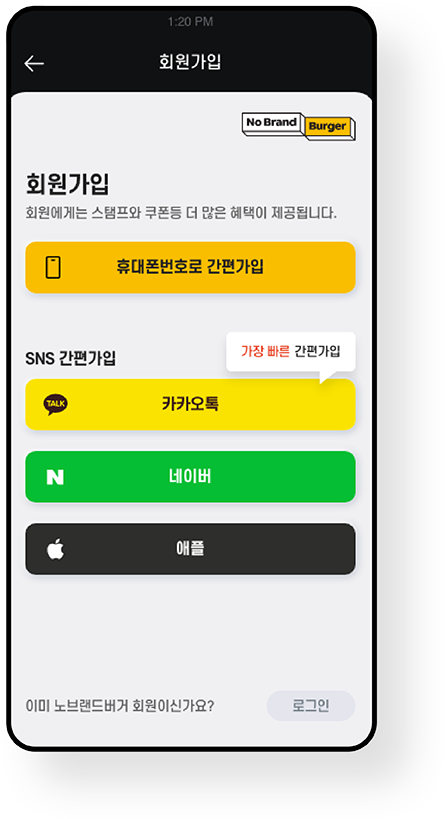 1:20 PM
회원가입
No Brand Burger
회원가입
회원에게는 스탬프와 쿠폰등 더 많은 혜택이 제공됩니다.
휴대폰번호로 간편가입
가장 빠른 간편가입
SNS 간편가입
TALK
카카오톡
N
네이버
애플
이미 노브랜드버거 회원이신가요?
로그인